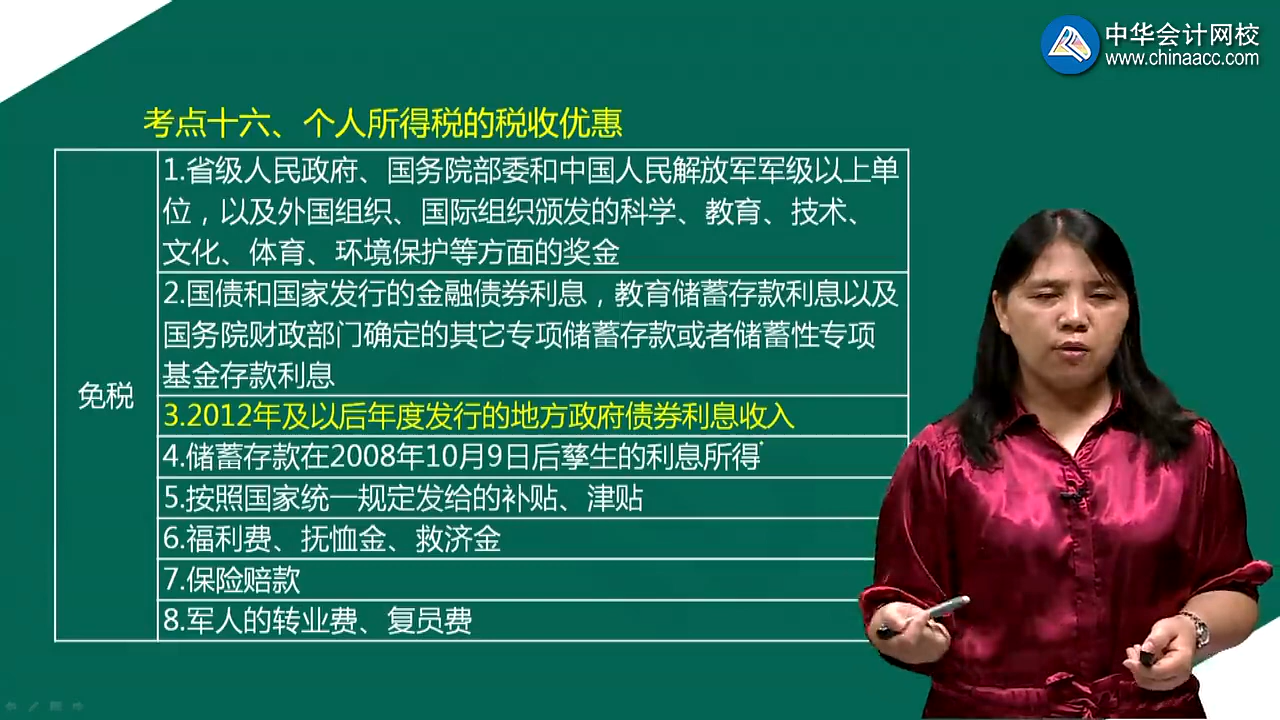 中华会计网校
www.chinaacc.com
考点十六、个人所得税的税收优惠
免税
1.省级人民政府、国务院部委和中国人民解放军军级以上单
位，以及外国组织、国际组织颁发的科学、教育、技术、
文化、体育、环境保护等方面的奖金
2.国债和国家发行的金融债券利息，教育储蓄存款利息以及
国务院财政部门确定的其它专项储蓄存款或者储蓄性专项
基金存款利息
3.2012年及以后年度发行的地方政府债券利息收入
4.储蓄存款在2008年10月9日后孳生的利息所得
5.按照国家统一规定发给的补贴、津贴
6.福利费、抚恤金、救济金
7.保险赔款
8.军人的转业费、复员费